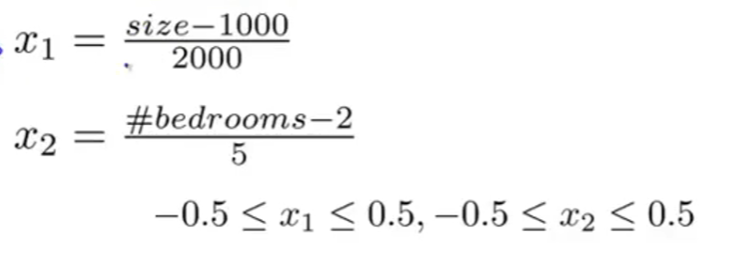 x₁ = (size−1000)/2000
x₂ = (#bedrooms−2)/5
−0.5 ≤ x₁ ≤ 0.5, −0.5 ≤ x₂ ≤ 0.5